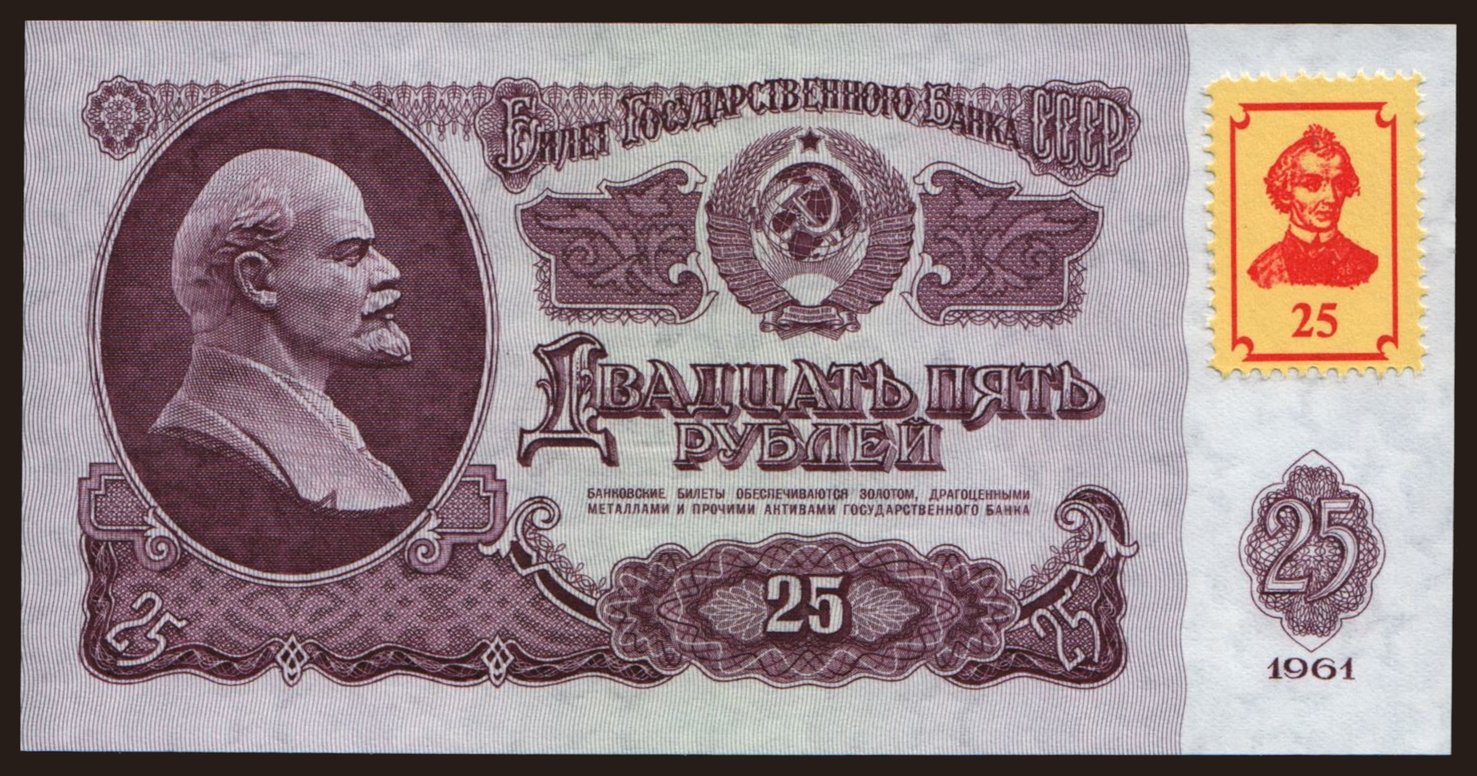 Билет Государственного Банка СССР
25
Двадцать пять
рублей
БАНКОВСКИЕ БИЛЕТЫ ОБЕСПЕЧИВАЮТСЯ ЗОЛОТОМ, ДРАГОЦЕННЫМИ
МЕТАЛЛАМИ И ПРОЧИМИ АКТИВАМИ ГОСУДАРСТВЕННОГО БАНКА
25
25
25
25
1961